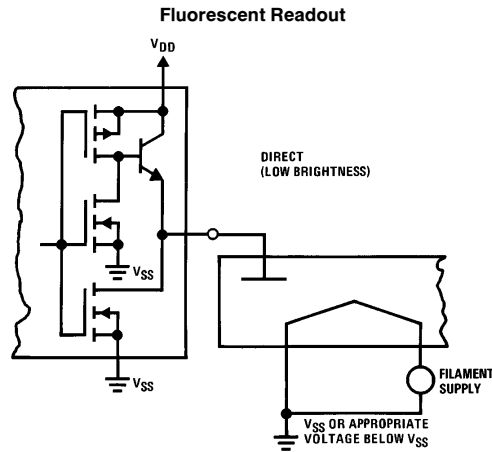 Fluorescent Readout
VDD
DIRECT
(LOW BRIGHTNESS)
VSS
VSS
FILAMENT
SUPPLY
VSS OR APPROPRIATE
VOLTAGE BELOW VSS